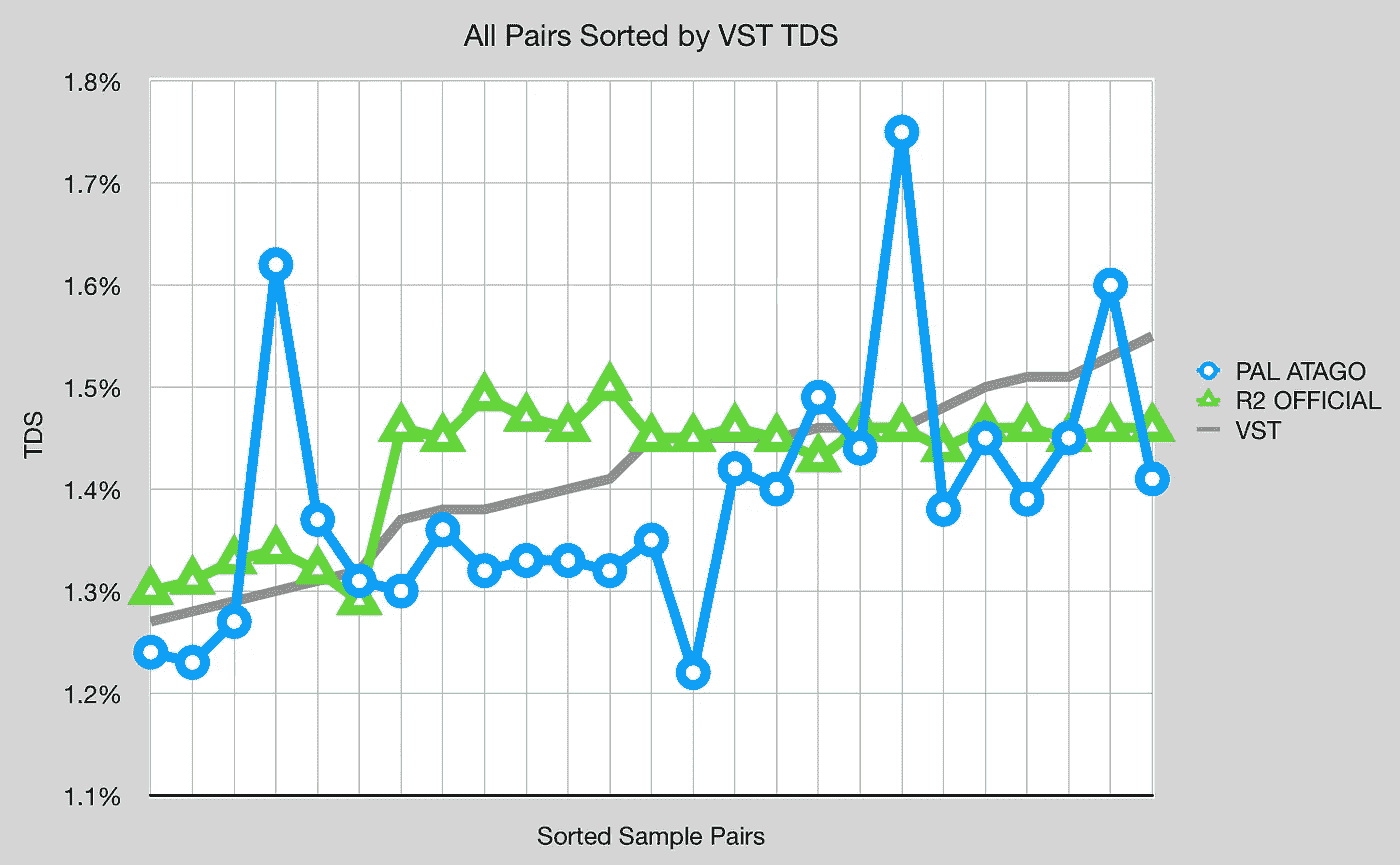 All Pairs Sorted by VST TDS
1.8%
1.7%
1.6%
1.5%
1.4%
1.3%
1.2%
1.1%
TDS
Sorted Sample Pairs
PAL ATAGO
R2 OFFICIAL
VST